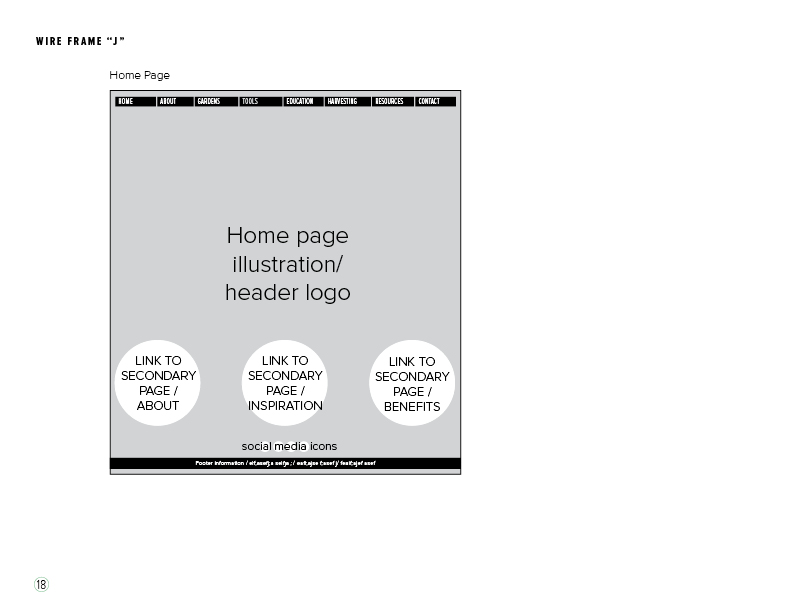 WIRE FRAME “J”
Home Page
HOME ABOUT GARDENS TOOLS EDUCATION HARVESTING RESOURCES CONTACT
Home page
illustration/
header logo
LINK TO
SECONDARY
PAGE /
ABOUT
LINK TO
SECONDARY
PAGE /
INSPIRATION
LINK TO
SECONDARY
PAGE /
BENEFITS
social media icons
Footer information /
18